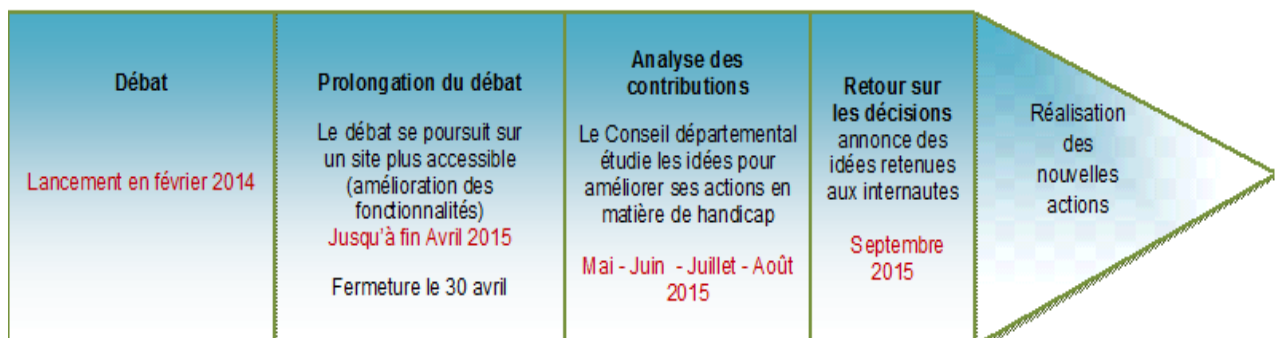 Débat
Lancement en février 2014
Prolongation du débat
Le débat se poursuit sur
un site plus accessible
(amélioration des
fonctionnalités)
Jusqu'à fin Avril 2015
Fermeture le 30 avril
Analyse des
contributions
Le Conseil départemental
étudie les idées pour
améliorer ses actions en
matière de handicap
Mai - Juin - Juillet - Août
2015
Retour sur
les décisions
annonce des
idées retenues
aux internautes
Septembre
2015
Réalisation
des
nouvelles
actions